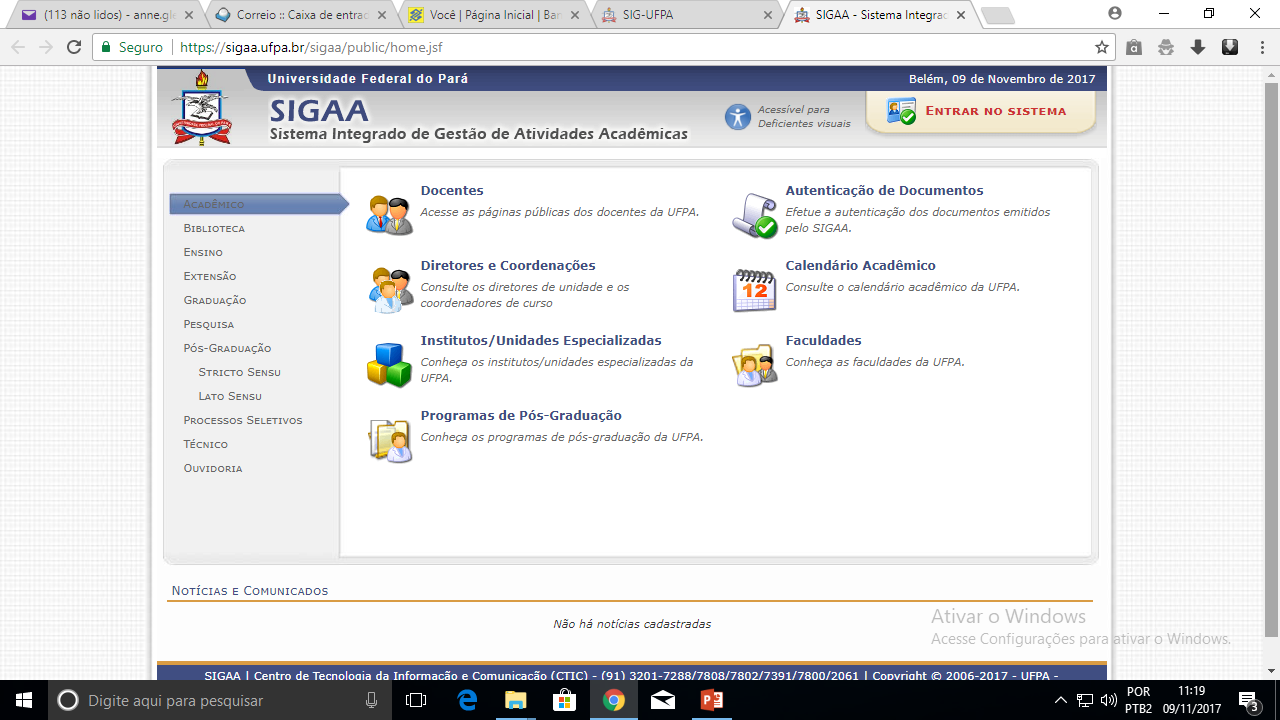 (113 não lidos) - anne.gle
Correio :: Caixa de entrad
Você | Página Inicial | Ban
SIG-UFPA
SIGAA - Sistema Integrad
Seguro
https://sigaa.ufpa.br/sigaa/public/home.jsf
Universidade Federal do Pará
Belém, 09 de Novembro de 2017
SIGAA
Sistema Integrado de Gestão de Atividades Acadêmicas
Acessível para
Deficientes visuais
Entrar no sistema
Acadêmico
Biblioteca
Ensino
Extensão
Graduação
Pesquisa
Pós-Graduação
Stricto Sensu
Lato Sensu
Processos Seletivos
Técnico
Ouvidoria
Docentes
Acesse as páginas públicas dos docentes da UFPA.
Autenticação de Documentos
Efetue a autenticação dos documentos emitidos
pelo SIGAA.
Diretores e Coordenações
Consulte os diretores de unidade e os
coordenadores de curso
12
Calendário Acadêmico
Consulte o calendário acadêmico da UFPA.
Institutos/Unidades Especializadas
Conheça os institutos/unidades especializadas da
UFPA.
Faculdades
Conheça as faculdades da UFPA.
Programas de Pós-Graduação
Conheça os programas de pós-graduação da UFPA.
Notícias e Comunicados
Não há notícias cadastradas
Ativar o Windows
Acesse Configurações para ativar o Windows.
SIGAA | Centro de Tecnologia da Informação e Comunicação (CTIC) - (91) 3201-7288/7808/7802/7391/7800/2061 | Copyright © 2006-2017 - UFPA -
Digite aqui para pesquisar
POR
PTB2
11:19
09/11/2017
3